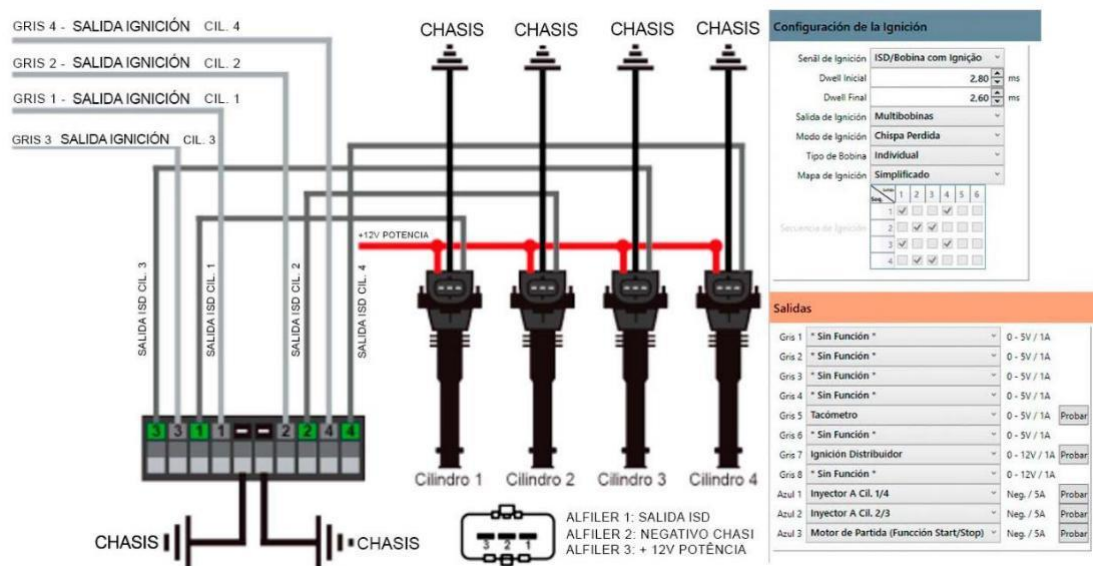 GRIS 4 - SALIDA IGNICIÓN CIL. 4
GRIS 2 - SALIDA IGNICIÓN CIL. 2
GRIS 1 - SALIDA IGNICIÓN CIL. 1
GRIS 3 SALIDA IGNICIÓN CIL. 3
CHASIS CHASIS CHASIS CHASIS
+12V POTENCIA
SALIDA ISD CIL. 3
SALIDA ISD CIL. 1
SALIDA ISD CIL. 2
SALIDA ISD CIL. 4
3 3 1 1 - - 2 2 4 4
CHASIS CHASIS
Cilindro 1 Cilindro 2 Cilindro 3 Cilindro 4
3 2 1
ALFILER 1: SALIDA ISD
ALFILER 2: NEGATIVO CHASI
ALFILER 3: + 12V POTÊNCIA
Configuración de la Ignición
Senãl de Ignición ISD/Bobina com Ignição
Dwell Inicial 2.80 ms
Dwell Final 2.60 ms
Salida de Ignición Multibobinas
Modo de Ignición Chispa Perdida
Tipo de Bobina Individual
Mapa de Ignición Simplificado
Seq. 1 2 3 4 5 6
1
Secuencia de Ignición 2
3
4
Salidas
Gris 1 * Sin Función * 0 - 5V / 1A
Gris 2 * Sin Función * 0 - 5V / 1A
Gris 3 * Sin Función * 0 - 5V / 1A
Gris 4 * Sin Función * 0 - 5V / 1A
Gris 5 Tacómetro 0 - 5V / 1A Probar
Gris 6 * Sin Función * 0 - 5V / 1A
Gris 7 Ignición Distribuidor 0 - 12V / 1A Probar
Gris 8 * Sin Función * 0 - 12V / 1A
Azul 1 Inyector A Cil. 1/4 Neg. / 5A Probar
Azul 2 Inyector A Cil. 2/3 Neg. / 5A Probar
Azul 3 Motor de Partida (Funcción Start/Stop) Neg. / 5A Probar